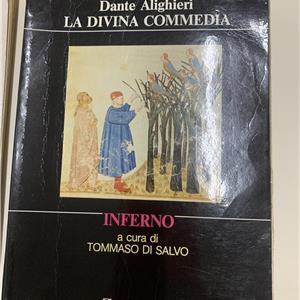 Dante Alighieri
LA DIVINA COMMEDIA
INFERNO
a cura di
TOMMASO DI SALVO